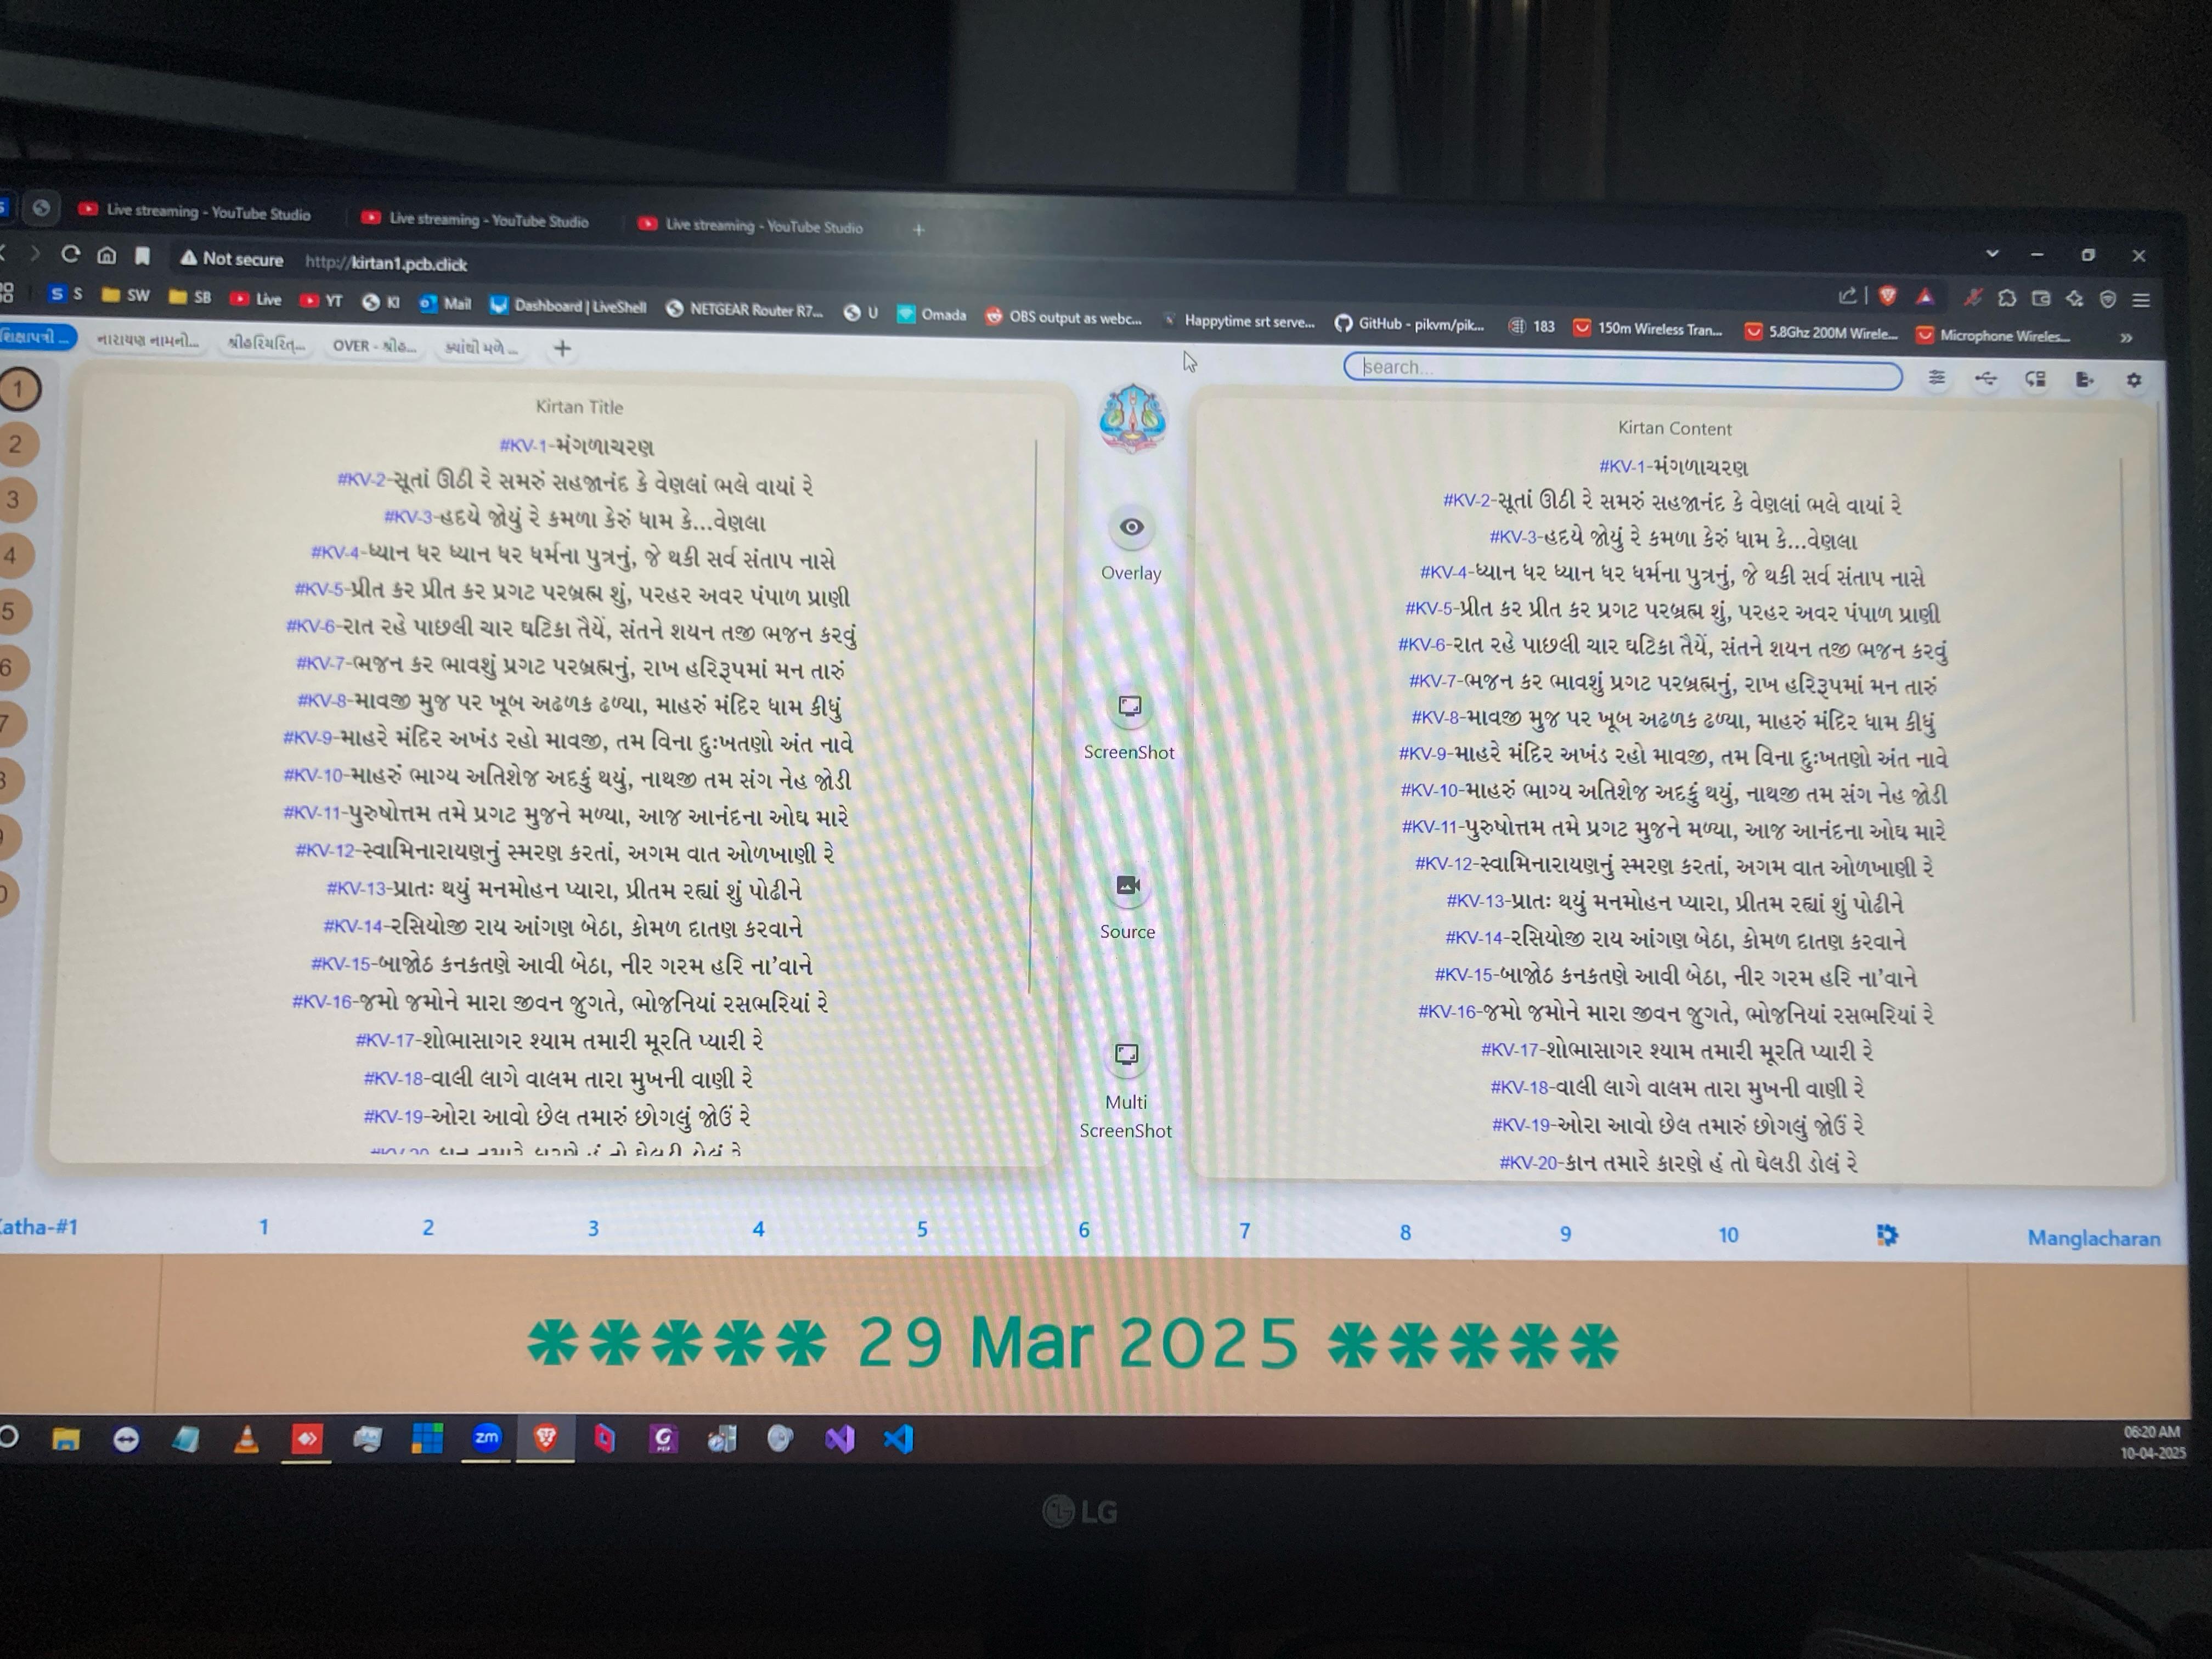 Live streaming - YouTube Studio
Live streaming - YouTube Studio
Live streaming - YouTube Studio
Not secure http://kirtan1.pcb.click
S SW SB Live YT KI Mail Dashboard | LiveShell NETGEAR Router R7... U Omada OBS output as webc... Happytime srt serve... GitHub - pikvm/pik... 183 150m Wireless Tran... 5.8Ghz 200M Wirele... Microphone Wireles... »
શિક્ષાપત્રી ... નારાયણ નામની... શ્રીહરિચરિત્... OVER - શ્રીહ... ક્યાંથી મળે ... +
search...
1
2
3
4
5
6
7
Kirtan Title
#KV-1-મંગળાચરણ
#KV-2-સૂતાં ઊઠી રે સમરું સહજાનંદ કે વેણલાં ભલે વાયાં રે
#KV-3-હૃદયે જોયું રે કમળા કેરું ધામ કે...વેણલા
#KV-4-ધ્યાન ધર ધ્યાન ધર ધર્મના પુત્રનું, જે થકી સર્વ સંતાપ નાસે
#KV-5-પ્રીત કર પ્રીત કર પ્રગટ પરબ્રહ્મ શું, પરહર અવર પંપાળ પ્રાણી
#KV-6-રાત રહે પાછલી ચાર ઘટિકા તૈયેં, સંતને શયન તજી ભજન કરવું
#KV-7-ભજન કર ભાવશું પ્રગટ પરબ્રહ્મનું, રાખ હરિરૂપમાં મન તારું
#KV-8-માવજી મુજ પર ખૂબ અઢળક ઢળ્યા, માહરું મંદિર ધામ કીધું
#KV-9-માહરે મંદિર અખંડ રહો માવજી, તમ વિના દુઃખતણો અંત નાવે
#KV-10-માહરું ભાગ્ય અતિશેજ અદકું થયું, નાથજી તમ સંગ નેહ જોડી
#KV-11-પુરુષોત્તમ તમે પ્રગટ મુજને મળ્યા, આજ આનંદના ઓઘ મારે
#KV-12-સ્વામિનારાયણનું સ્મરણ કરતાં, અગમ વાત ઓળખાણી રે
#KV-13-પ્રાતઃ થયું મનમોહન પ્યારા, પ્રીતમ રહ્યાં શું પોઢીને
#KV-14-રસિયોજી રાય આંગણ બેઠા, કોમળ દાતણ કરવાને
#KV-15-બાજોઠ કનકતણે આવી બેઠા, નીર ગરમ હરિ ના'વાને
#KV-16-જમો જમોને મારા જીવન જુગતે, ભોજનિયાં રસભરિયાં રે
#KV-17-શોભાસાગર શ્યામ તમારી મૂરતિ પ્યારી રે
#KV-18-વાલી લાગે વાલમ તારા મુખની વાણી રે
#KV-19-ઓરા આવો છેલ તમારું છોગલું જોઉં રે
Overlay
ScreenShot
Source
Multi
ScreenShot
Kirtan Content
#KV-1-મંગળાચરણ
#KV-2-સૂતાં ઊઠી રે સમરું સહજાનંદ કે વેણલાં ભલે વાયાં રે
#KV-3-હૃદયે જોયું રે કમળા કેરું ધામ કે...વેણલા
#KV-4-ધ્યાન ધર ધ્યાન ધર ધર્મના પુત્રનું, જે થકી સર્વ સંતાપ નાસે
#KV-5-પ્રીત કર પ્રીત કર પ્રગટ પરબ્રહ્મ શું, પરહર અવર પંપાળ પ્રાણી
#KV-6-રાત રહે પાછલી ચાર ઘટિકા તૈયેં, સંતને શયન તજી ભજન કરવું
#KV-7-ભજન કર ભાવશું પ્રગટ પરબ્રહ્મનું, રાખ હરિરૂપમાં મન તારું
#KV-8-માવજી મુજ પર ખૂબ અઢળક ઢળ્યા, માહરું મંદિર ધામ કીધું
#KV-9-માહરે મંદિર અખંડ રહો માવજી, તમ વિના દુઃખતણો અંત નાવે
#KV-10-માહરું ભાગ્ય અતિશેજ અદકું થયું, નાથજી તમ સંગ નેહ જોડી
#KV-11-પુરુષોત્તમ તમે પ્રગટ મુજને મળ્યા, આજ આનંદના ઓઘ મારે
#KV-12-સ્વામિનારાયણનું સ્મરણ કરતાં, અગમ વાત ઓળખાણી રે
#KV-13-પ્રાતઃ થયું મનમોહન પ્યારા, પ્રીતમ રહ્યાં શું પોઢીને
#KV-14-રસિયોજી રાય આંગણ બેઠા, કોમળ દાતણ કરવાને
#KV-15-બાજોઠ કનકતણે આવી બેઠા, નીર ગરમ હરિ ના'વાને
#KV-16-જમો જમોને મારા જીવન જુગતે, ભોજનિયાં રસભરિયાં રે
#KV-17-શોભાસાગર શ્યામ તમારી મૂરતિ પ્યારી રે
#KV-18-વાલી લાગે વાલમ તારા મુખની વાણી રે
#KV-19-ઓરા આવો છેલ તમારું છોગલું જોઉં રે
#KV-20-કાન તમારે કારણે હું તો ઘેલડી ડોલું રે
atha-#1 1 2 3 4 5 6 7 8 9 10 Manglacharan
✱✱✱✱✱ 29 Mar 2025 ✱✱✱✱✱
zm
06:20 AM
10-04-2025
LG